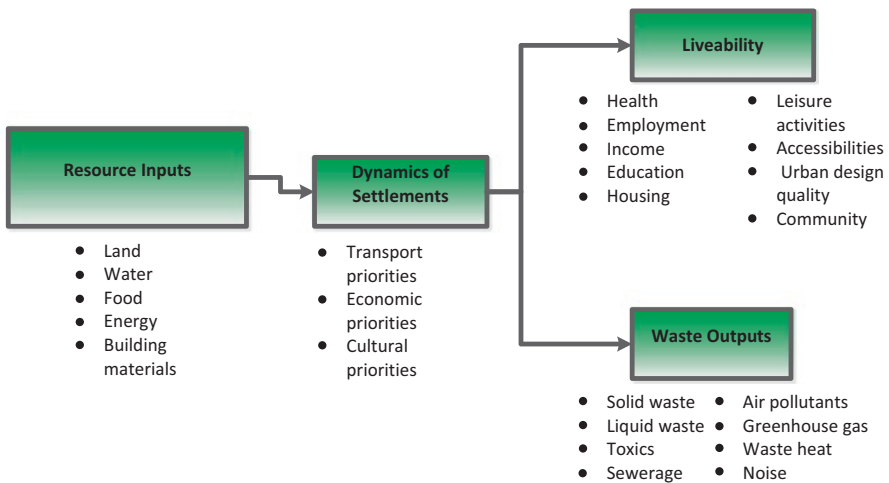 Resource Inputs
● Land
● Water
● Food
● Energy
● Building
materials
Dynamics of
Settlements
● Transport
priorities
● Economic
priorities
● Cultural
priorities
Liveability
● Health
● Employment
● Income
● Education
● Housing
● Leisure
activities
● Accessibilities
● Urban design
quality
● Community
Waste Outputs
● Solid waste
● Liquid waste
● Toxics
● Sewerage
● Air pollutants
● Greenhouse gas
● Waste heat
● Noise